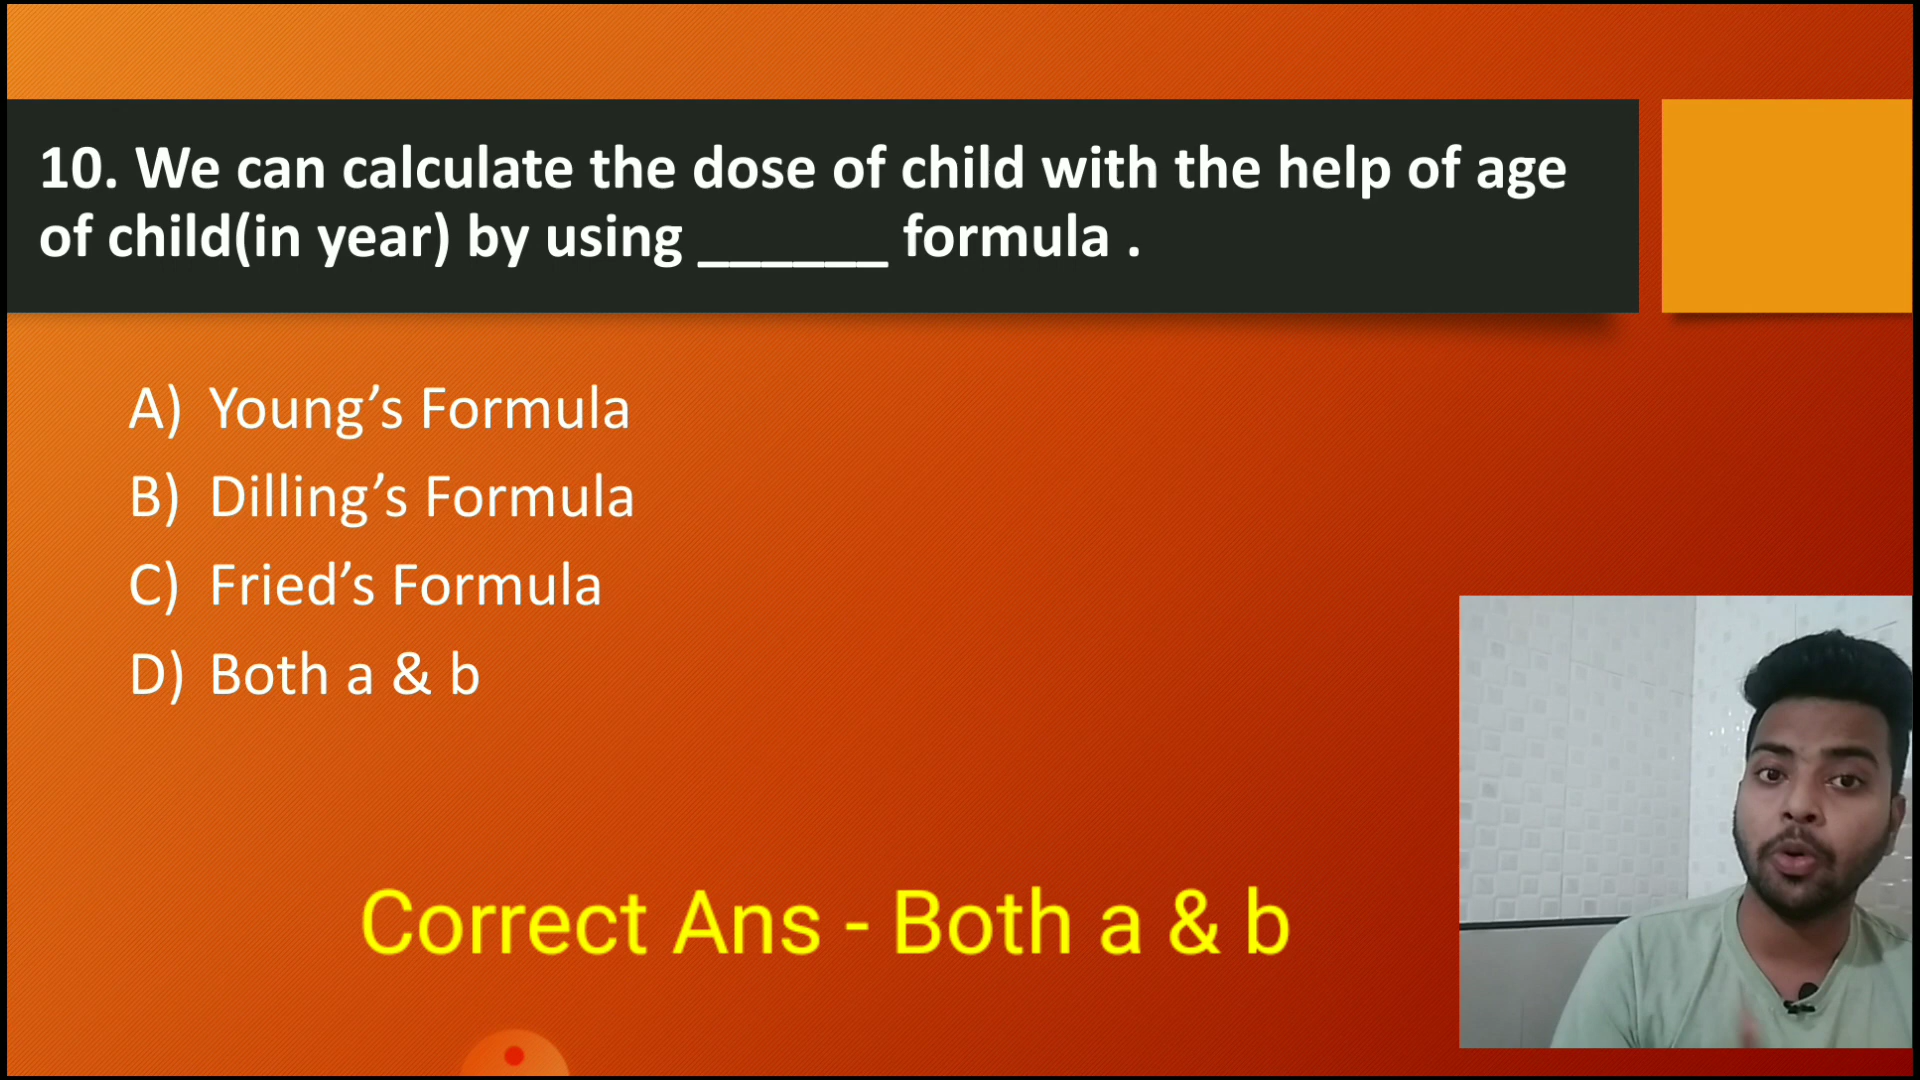 10. We can calculate the dose of child with the help of age
of child(in year) by using ______ formula .
A) Young’s Formula
B) Dilling’s Formula
C) Fried’s Formula
D) Both a & b
Correct Ans - Both a & b